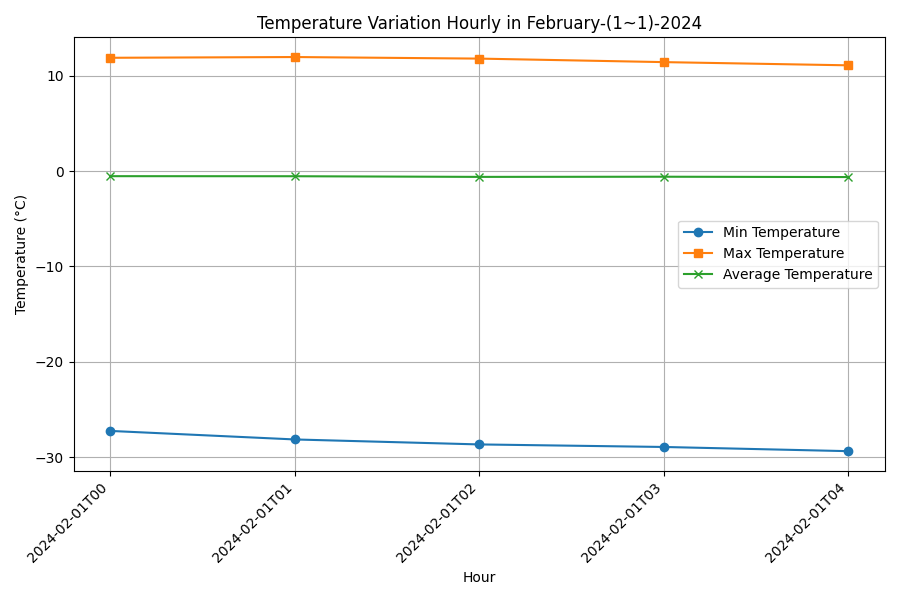 Temperature Variation Hourly in February-(1~1)-2024
Temperature (°C)
10
0
−10
−20
−30
Min Temperature
Max Temperature
Average Temperature
2024-02-01T00
2024-02-01T01
2024-02-01T02
2024-02-01T03
2024-02-01T04
Hour